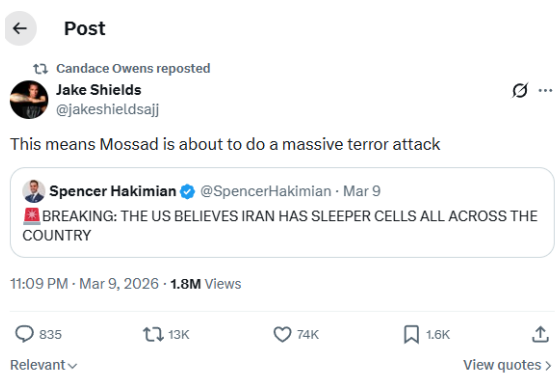 Post
Candace Owens reposted
Jake Shields
@jakeshieldsajj
This means Mossad is about to do a massive terror attack
Spencer Hakimian @SpencerHakimian · Mar 9
🚨BREAKING: THE US BELIEVES IRAN HAS SLEEPER CELLS ALL ACROSS THE
COUNTRY
11:09 PM · Mar 9, 2026 · 1.8M Views
835 13K 74K 1.6K
Relevant View quotes